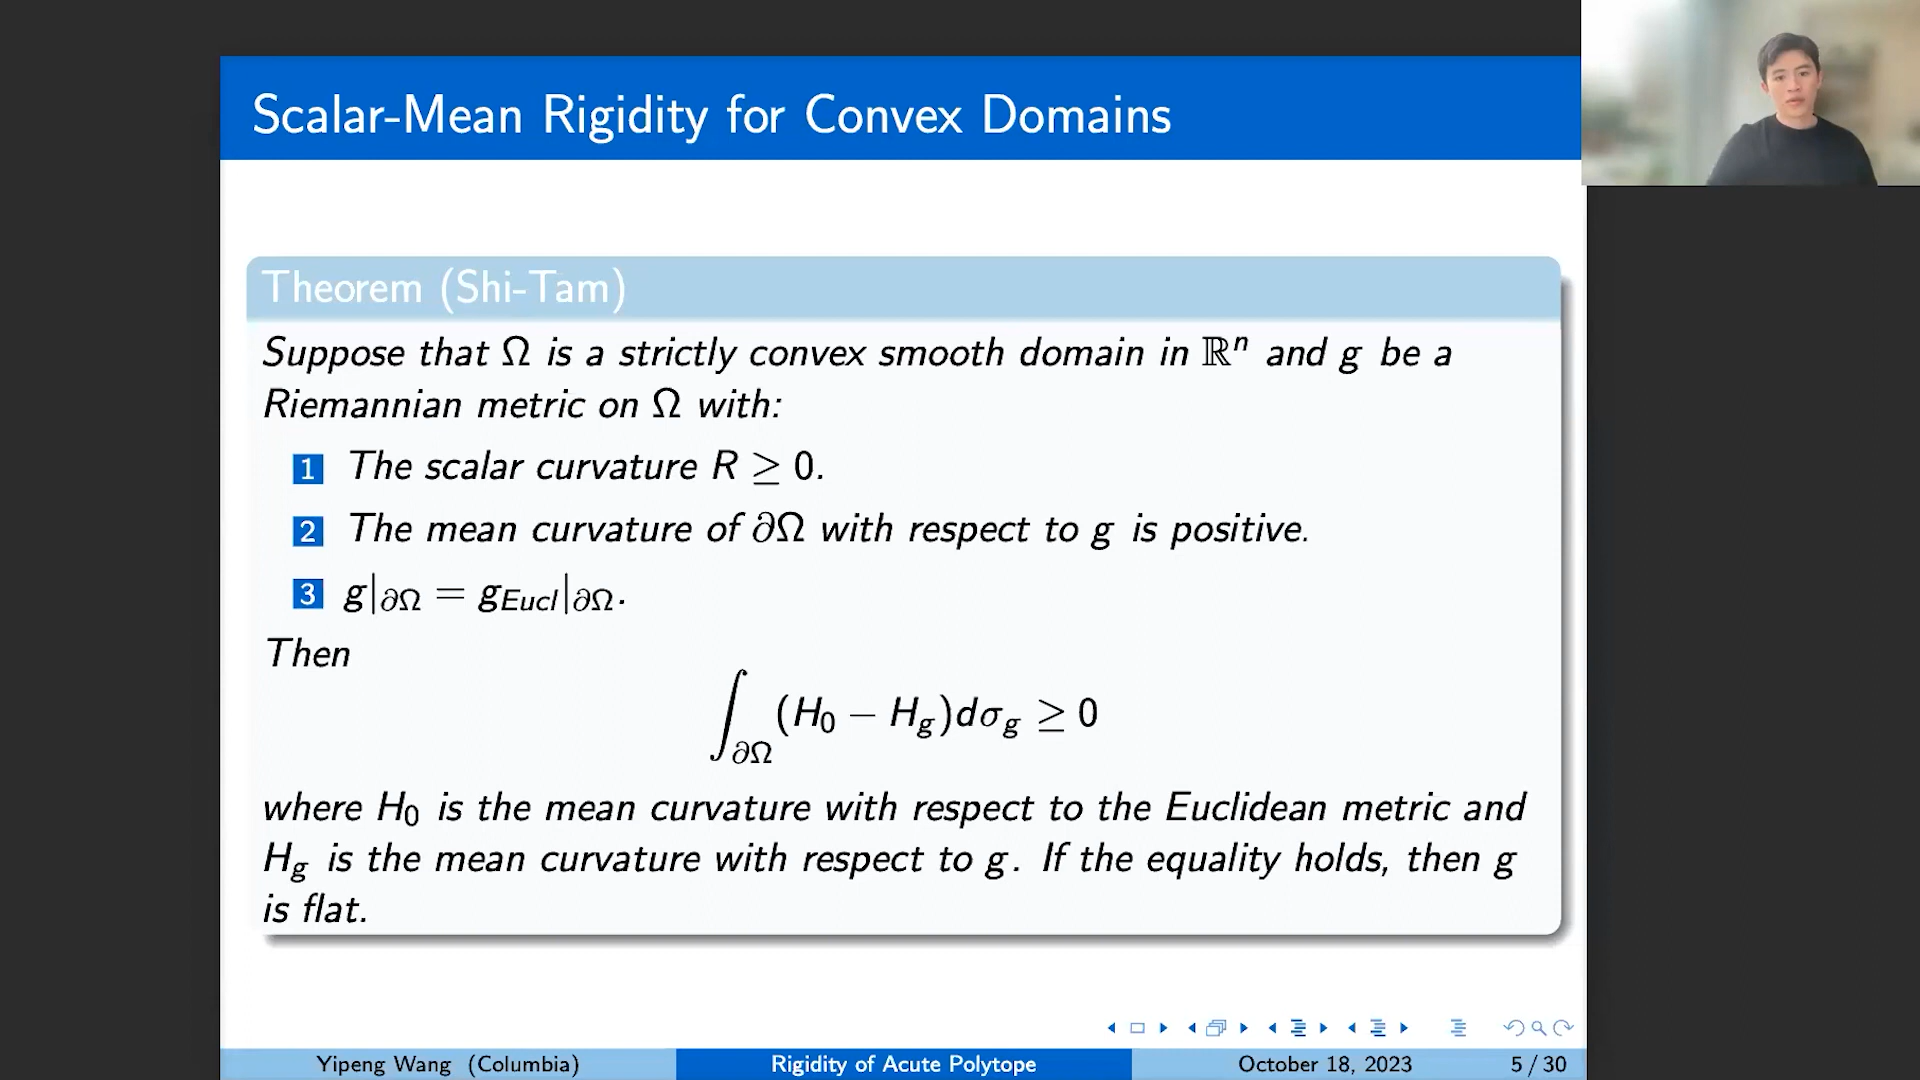 Scalar-Mean Rigidity for Convex Domains
Theorem (Shi-Tam)
Suppose that Ω is a strictly convex smooth domain in ℝⁿ and g be a
Riemannian metric on Ω with:
1 The scalar curvature R ≥ 0.
2 The mean curvature of ∂Ω with respect to g is positive.
3 g|∂Ω = g_Eucl|∂Ω.
Then
∫_∂Ω (H₀ − H_g)dσ_g ≥ 0
where H₀ is the mean curvature with respect to the Euclidean metric and
H_g is the mean curvature with respect to g. If the equality holds, then g
is flat.
Yipeng Wang (Columbia) Rigidity of Acute Polytope October 18, 2023 5 / 30